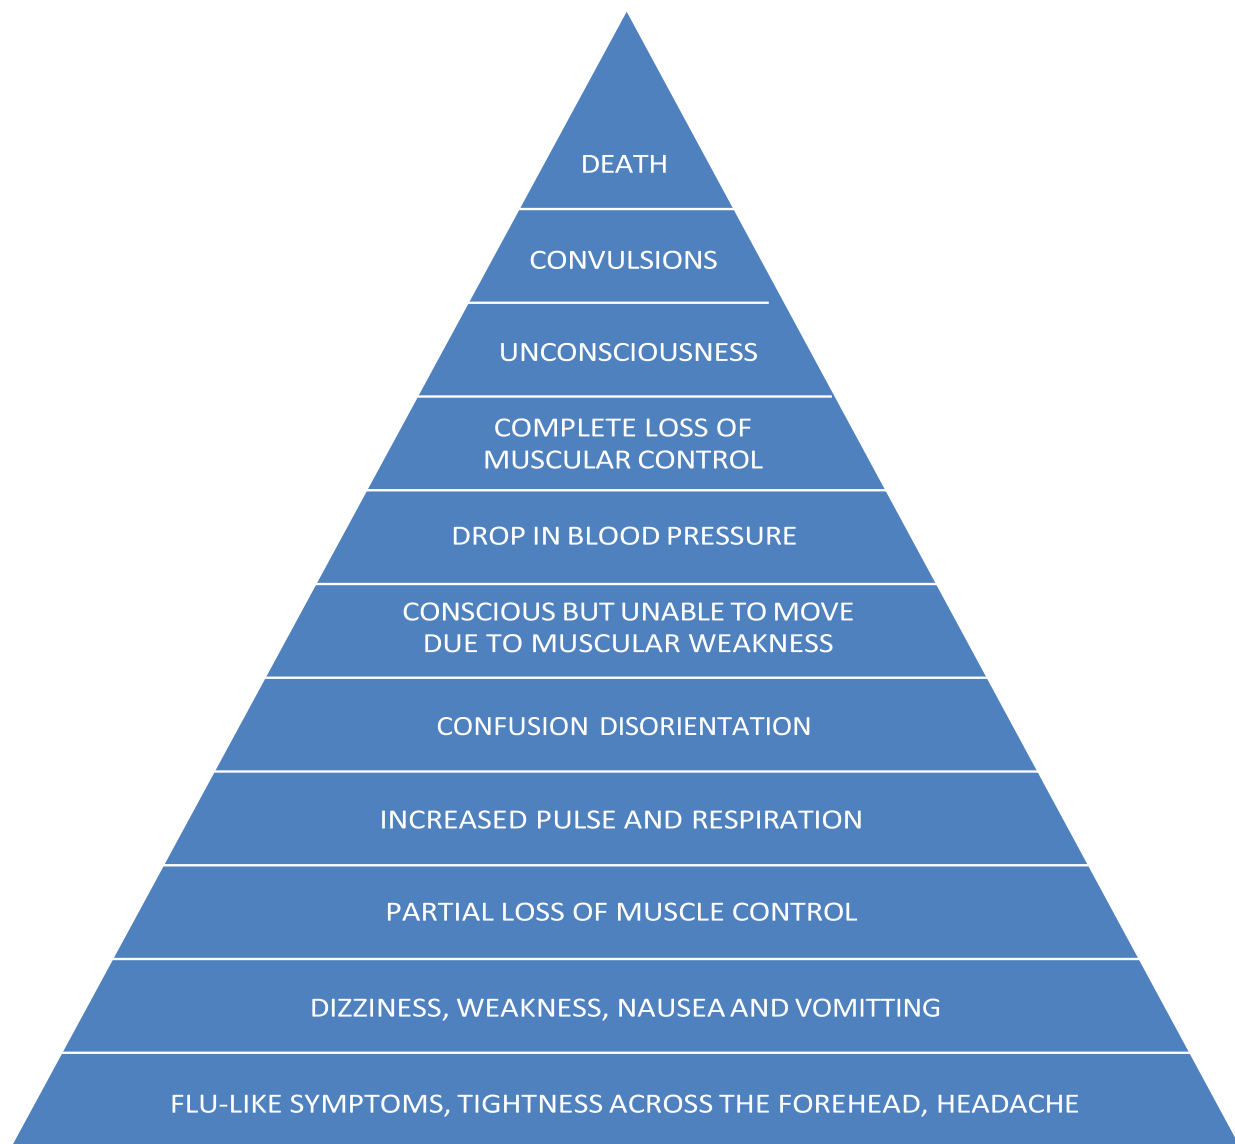 DEATH
CONVULSIONS
UNCONSCIOUSNESS
COMPLETE LOSS OF
MUSCULAR CONTROL
DROP IN BLOOD PRESSURE
CONSCIOUS BUT UNABLE TO MOVE
DUE TO MUSCULAR WEAKNESS
CONFUSION DISORIENTATION
INCREASED PULSE AND RESPIRATION
PARTIAL LOSS OF MUSCLE CONTROL
DIZZINESS, WEAKNESS, NAUSEA AND VOMITTING
FLU-LIKE SYMPTOMS, TIGHTNESS ACROSS THE FOREHEAD, HEADACHE